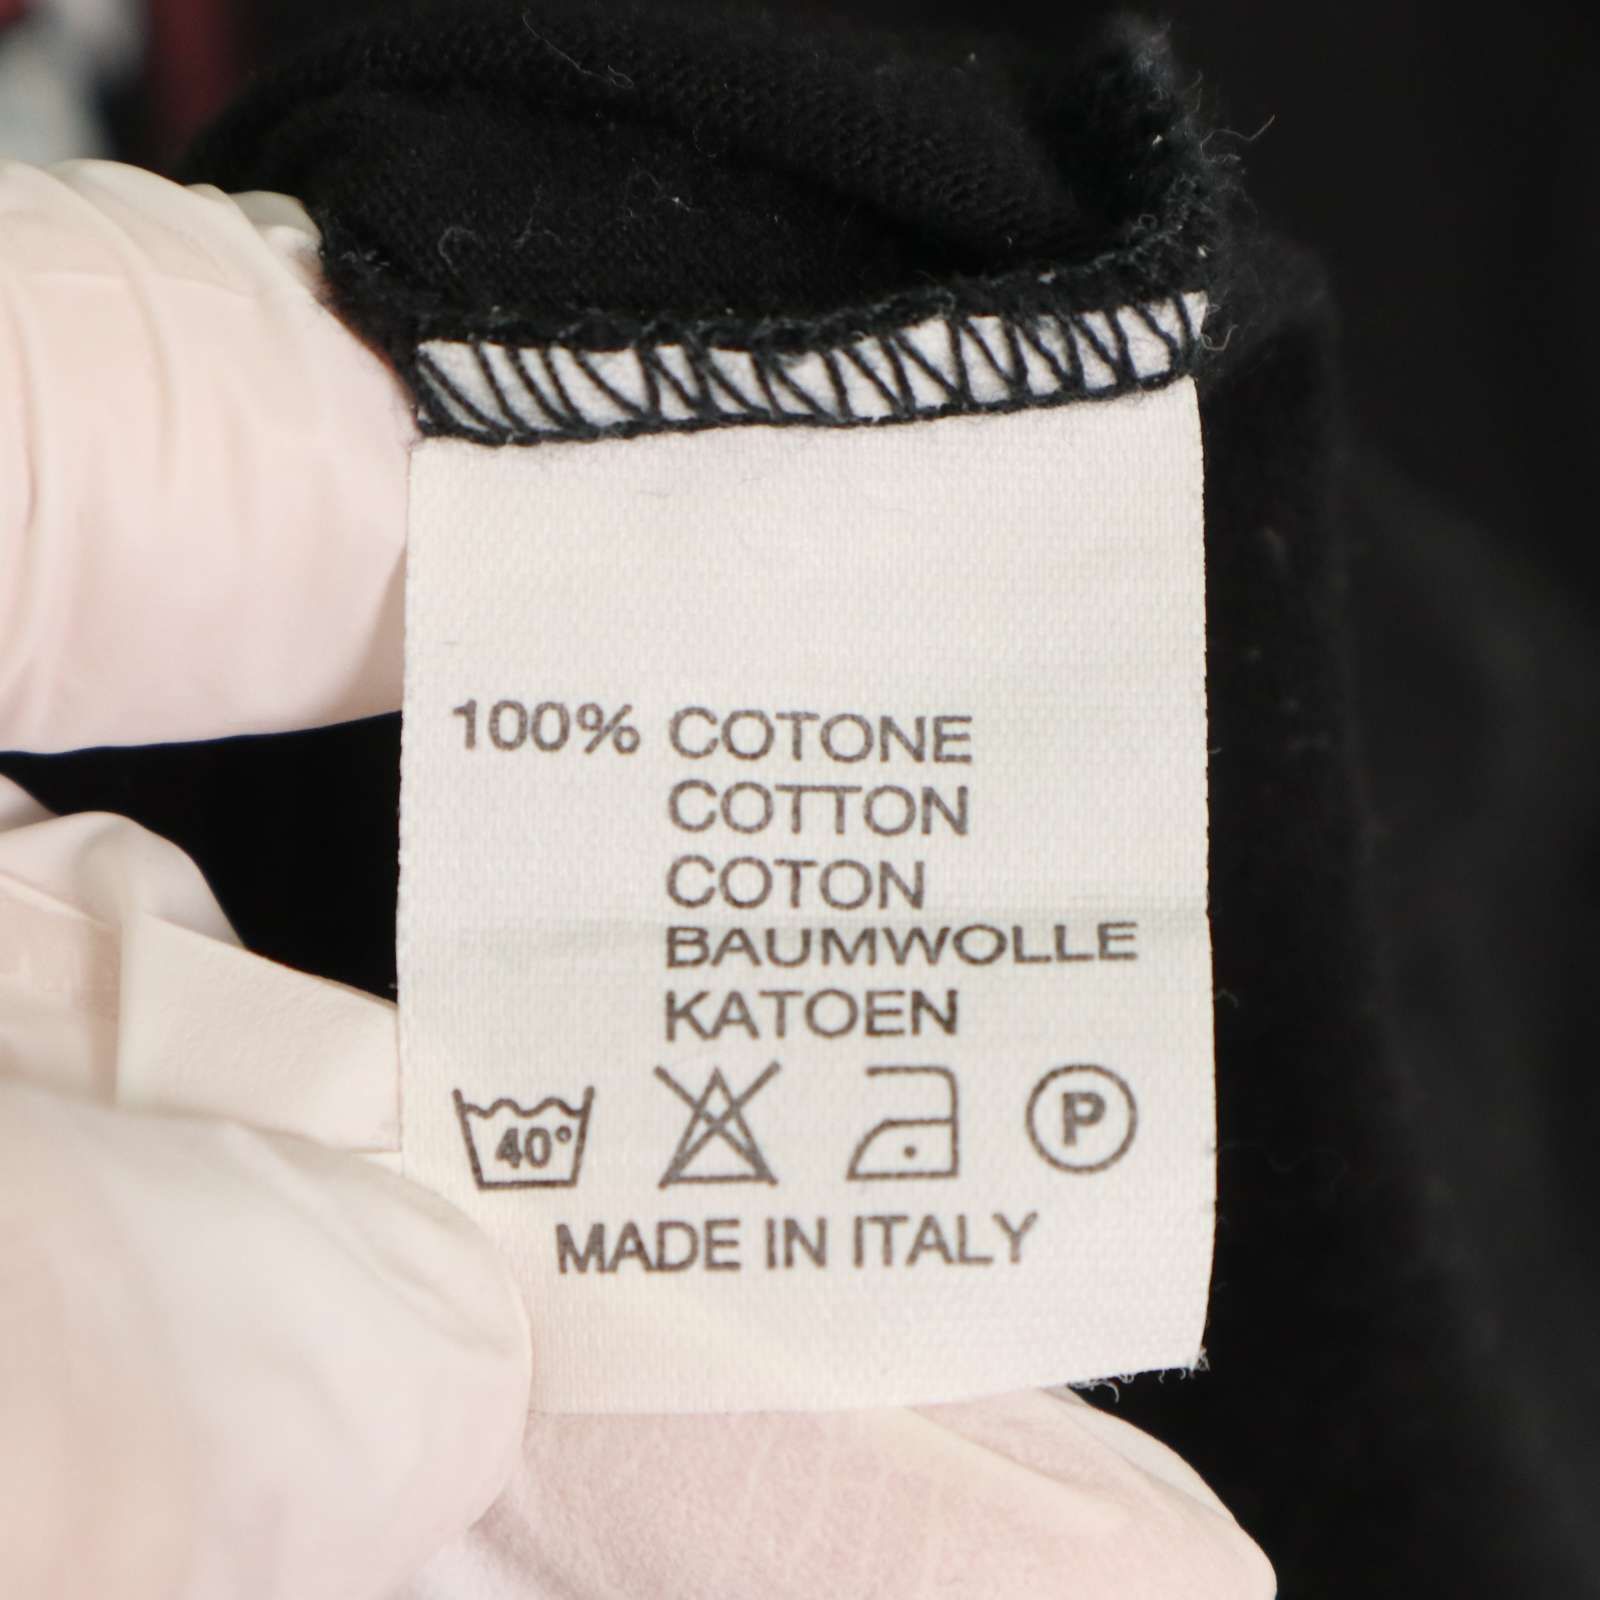 100% COTONE
COTTON
COTON
BAUMWOLLE
KATOEN
40° P
MADE IN ITALY